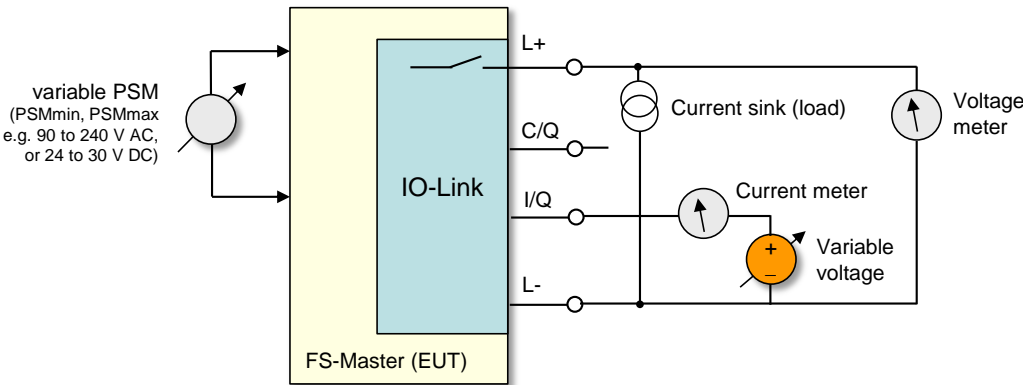 variable PSM
(PSMmin, PSMmax
e.g. 90 to 240 V AC,
or 24 to 30 V DC)
IO-Link
FS-Master (EUT)
L+
C/Q
I/Q
L-
Current sink (load)
Voltage
meter
Current meter
+
–
Variable
voltage